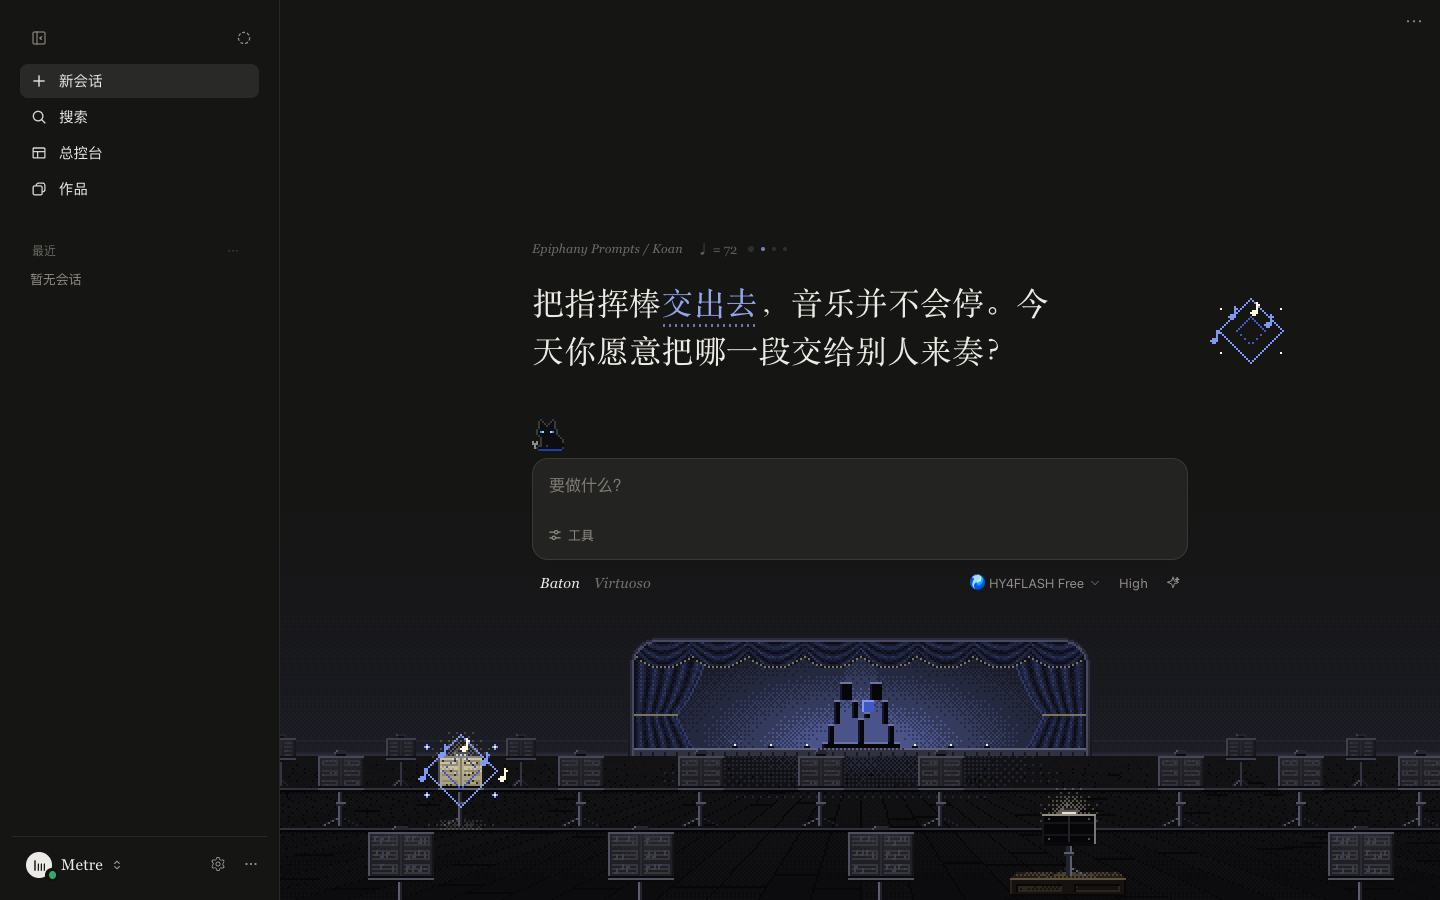 新会话
搜索
总控台
作品
最近
暂无会话
Metre
Epiphany Prompts / Koan ♩ = 72
把指挥棒交出去，音乐并不会停。今
天你愿意把哪一段交给别人来奏？
要做什么？
工具
Baton Virtuoso
HY4FLASH Free High